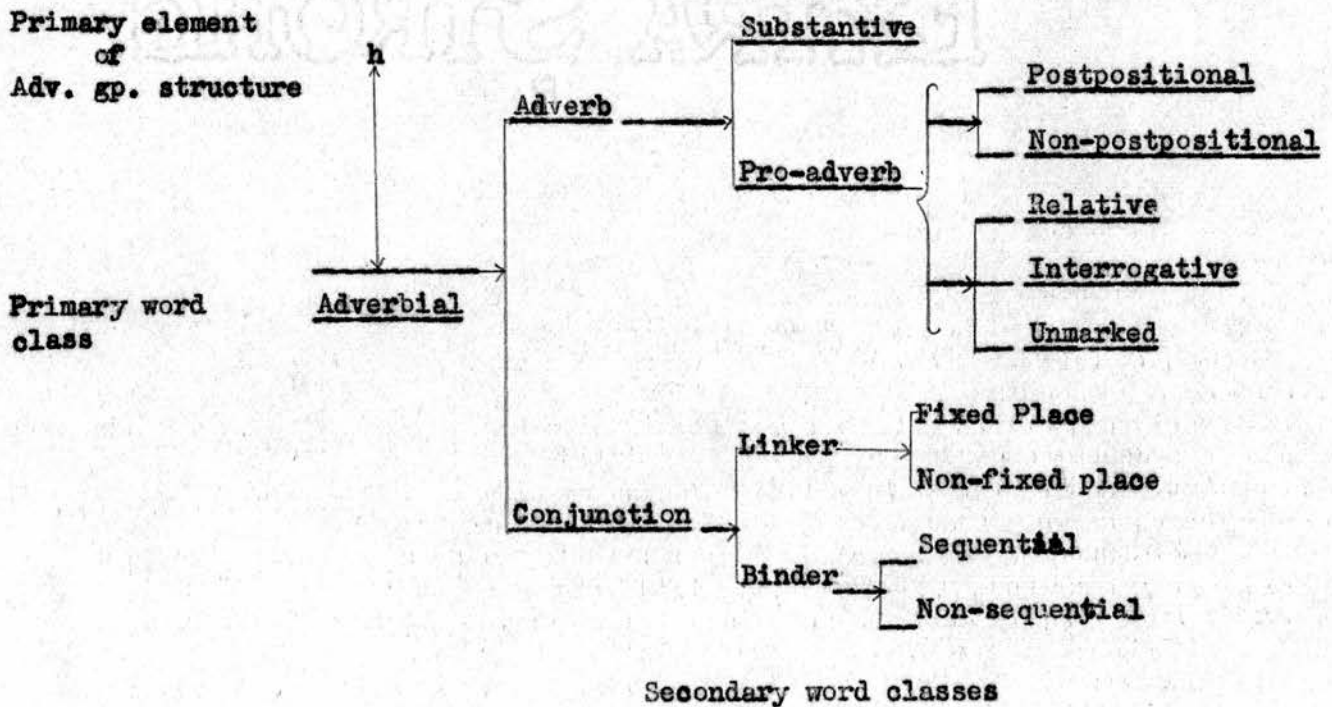 Primary element
of
Adv. gp. structure
h
Primary word
class
Adverbial
Adverb
Substantive
Pro-adverb
Postpositional
Non-postpositional
Relative
Interrogative
Unmarked
Conjunction
Linker
Fixed Place
Non-fixed place
Binder
Sequential
Non-sequential
Secondary word classes